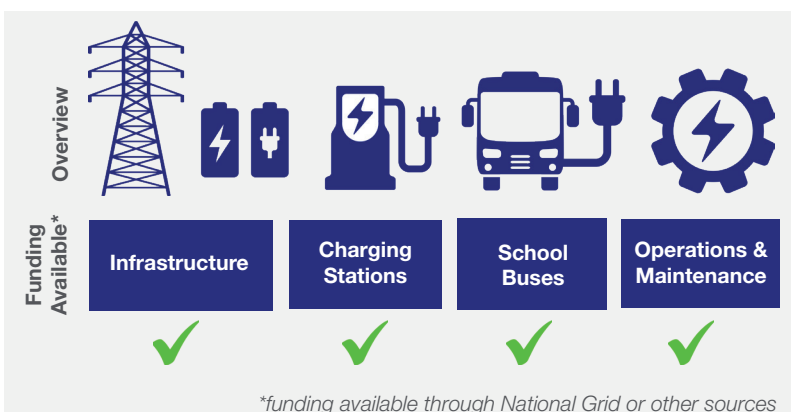 Overview
Funding
Available*
Infrastructure
Charging
Stations
School
Buses
Operations &
Maintenance
*funding available through National Grid or other sources